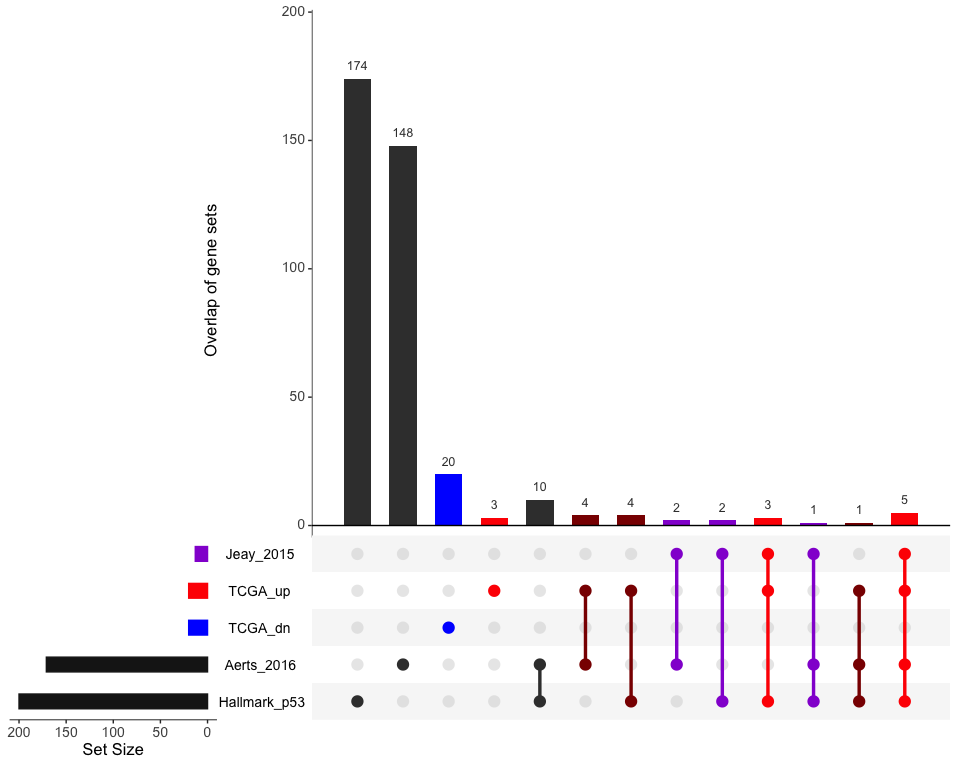 200
174
148
150
Overlap of gene sets
100
50
20
10
3
4
4
2
2
3
1
1
5
0
Jeay_2015
TCGA_up
TCGA_dn
Aerts_2016
Hallmark_p53
200 150 100 50 0
Set Size